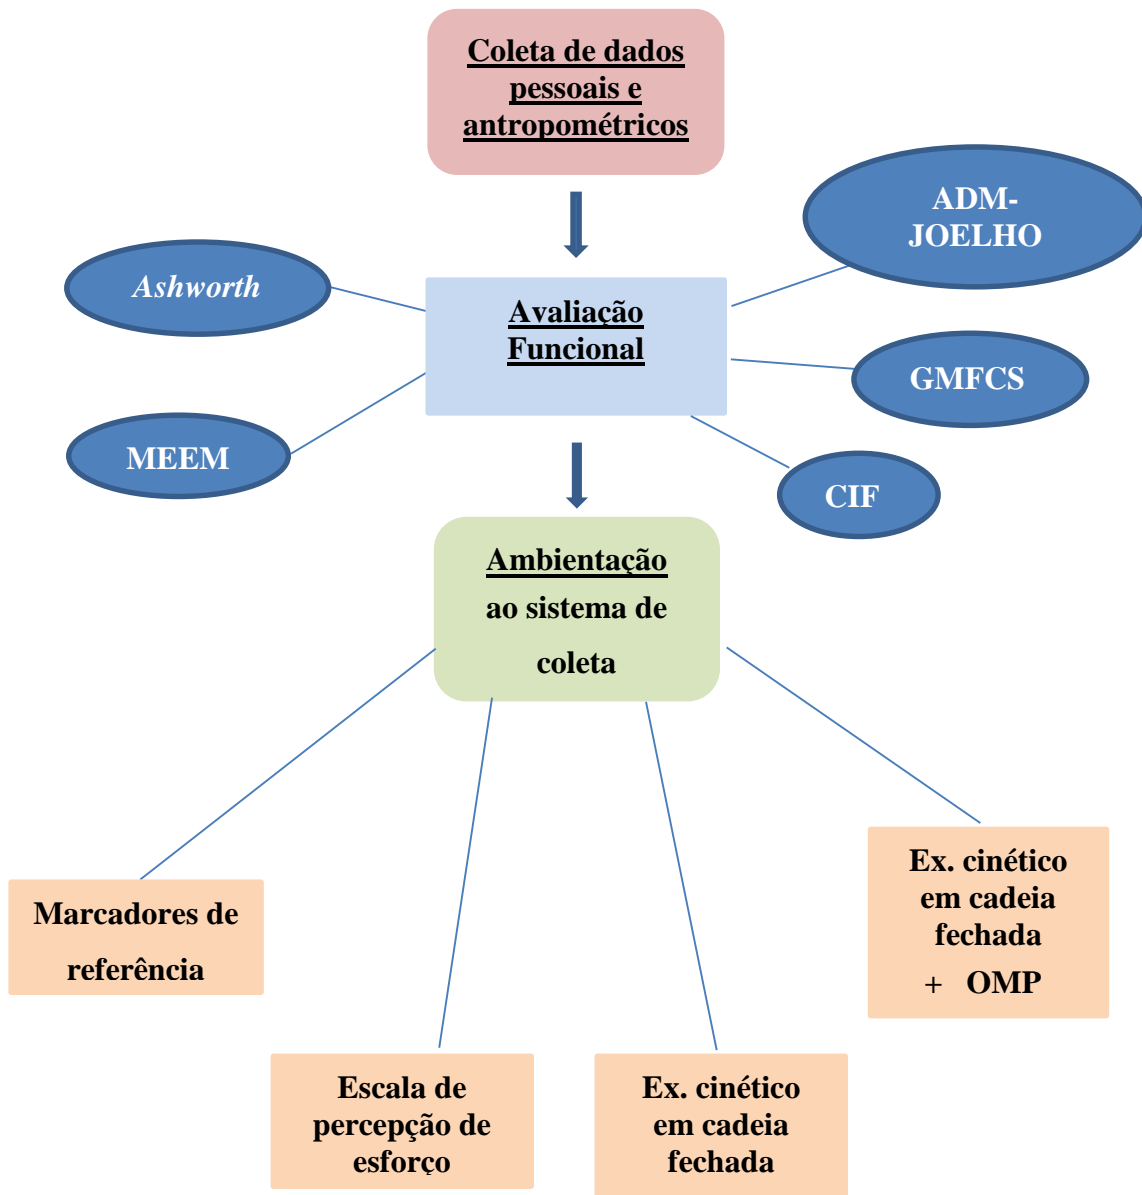 Coleta de dados
pessoais e
antropométricos
ADM-
JOELHO
Ashworth
Avaliação
Funcional
GMFCS
MEEM
CIF
Ambientação
ao sistema de
coleta
Marcadores de
referência
Ex. cinético
em cadeia
fechada
+ OMP
Escala de
percepção de
esforço
Ex. cinético
em cadeia
fechada